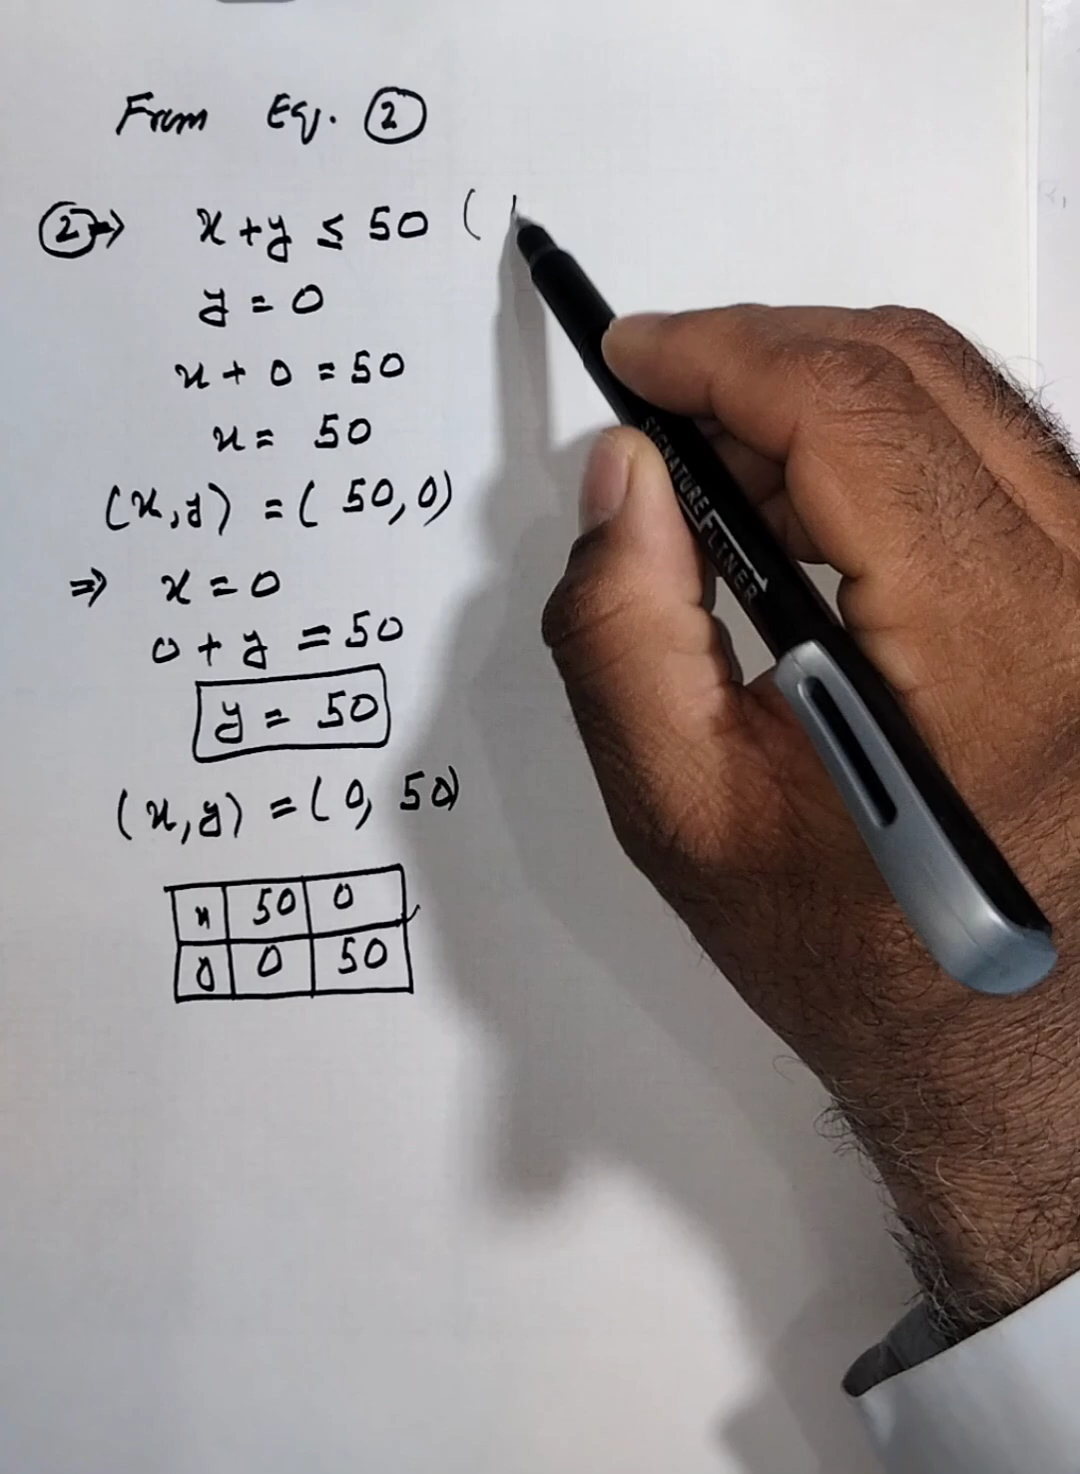 From Eq. ②
②⇒ x+y ≤ 50 (
y = 0
x + 0 = 50
x = 50
(x,y) = ( 50,0)
⇒ x = 0
0 + y = 50
y = 50
(x,y) = (0, 50)
x 50 0
y 0 50
SIGNATURE FLINER